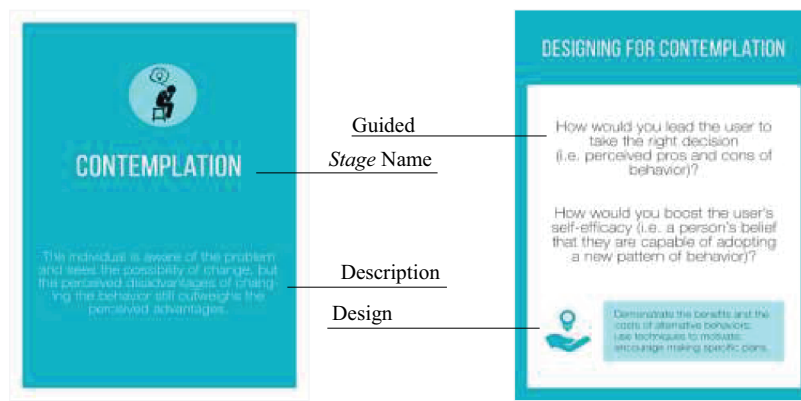 CONTEMPLATION
The individual is aware of the problem
and sees the possibility of change, but
the perceived disadvantages of chang-
ing the behavior still outweighs the
perceived advantages.
Guided
Stage Name
Description
Design
DESIGNING FOR CONTEMPLATION
How would you lead the user to
take the right decision
(i.e. perceived pros and cons of
behavior)?
How would you boost the user's
self-efficacy (i.e. a person's belief
that they are capable of adopting
a new pattern of behavior)?
Demonstrate the benefits and the
costs of alternative behaviors;
use techniques to motivate;
encourage making specific plans.